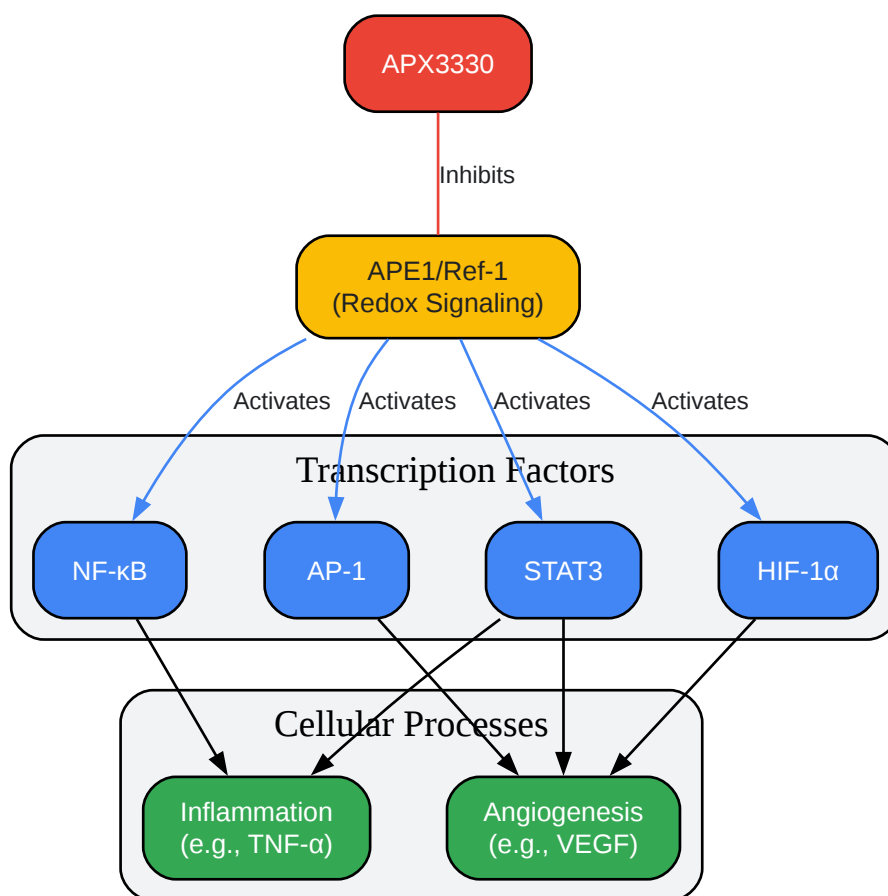 APX3330
Inhibits
APE1/Ref-1
(Redox Signaling)
Activates
Activates
Activates
Activates
Transcription Factors
NF-κB
AP-1
STAT3
HIF-1α
Cellular Processes
Inflammation
(e.g., TNF-α)
Angiogenesis
(e.g., VEGF)